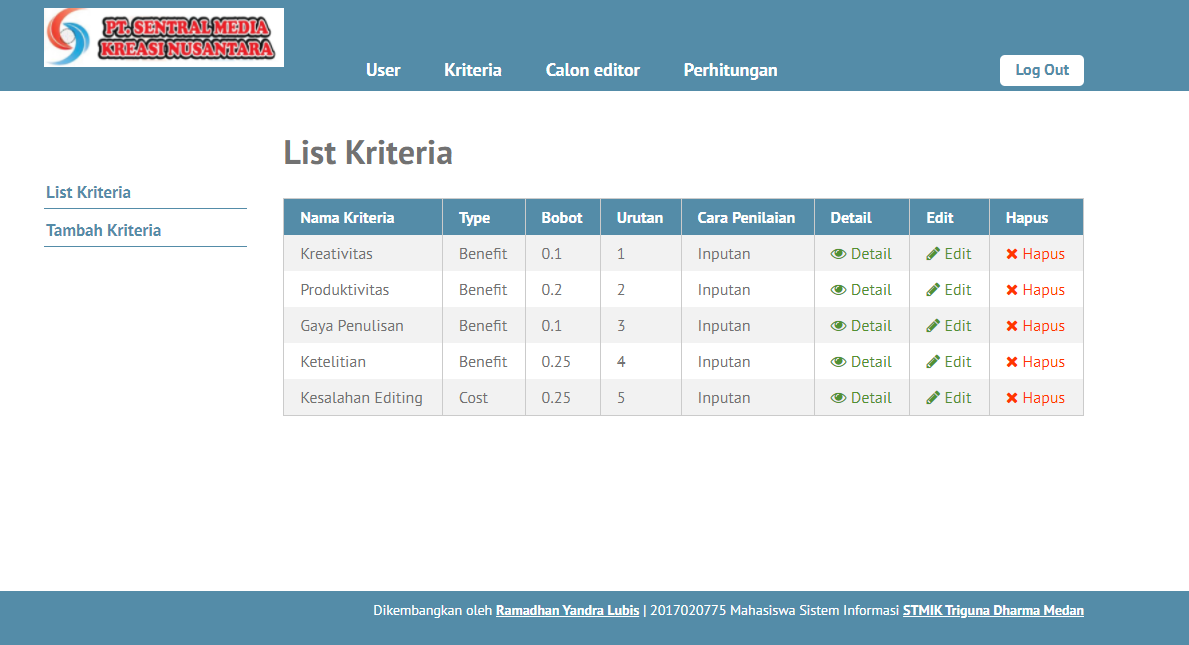 PT. SENTRAL MEDIA
KREASI NUSANTARA
User Kriteria Calon editor Perhitungan Log Out
List Kriteria
List Kriteria
Tambah Kriteria
Nama Kriteria Type Bobot Urutan Cara Penilaian Detail Edit Hapus
Kreativitas Benefit 0.1 1 Inputan Detail Edit Hapus
Produktivitas Benefit 0.2 2 Inputan Detail Edit Hapus
Gaya Penulisan Benefit 0.1 3 Inputan Detail Edit Hapus
Ketelitian Benefit 0.25 4 Inputan Detail Edit Hapus
Kesalahan Editing Cost 0.25 5 Inputan Detail Edit Hapus
Dikembangkan oleh Ramadhan Yandra Lubis | 2017020775 Mahasiswa Sistem Informasi STMIK Triguna Dharma Medan